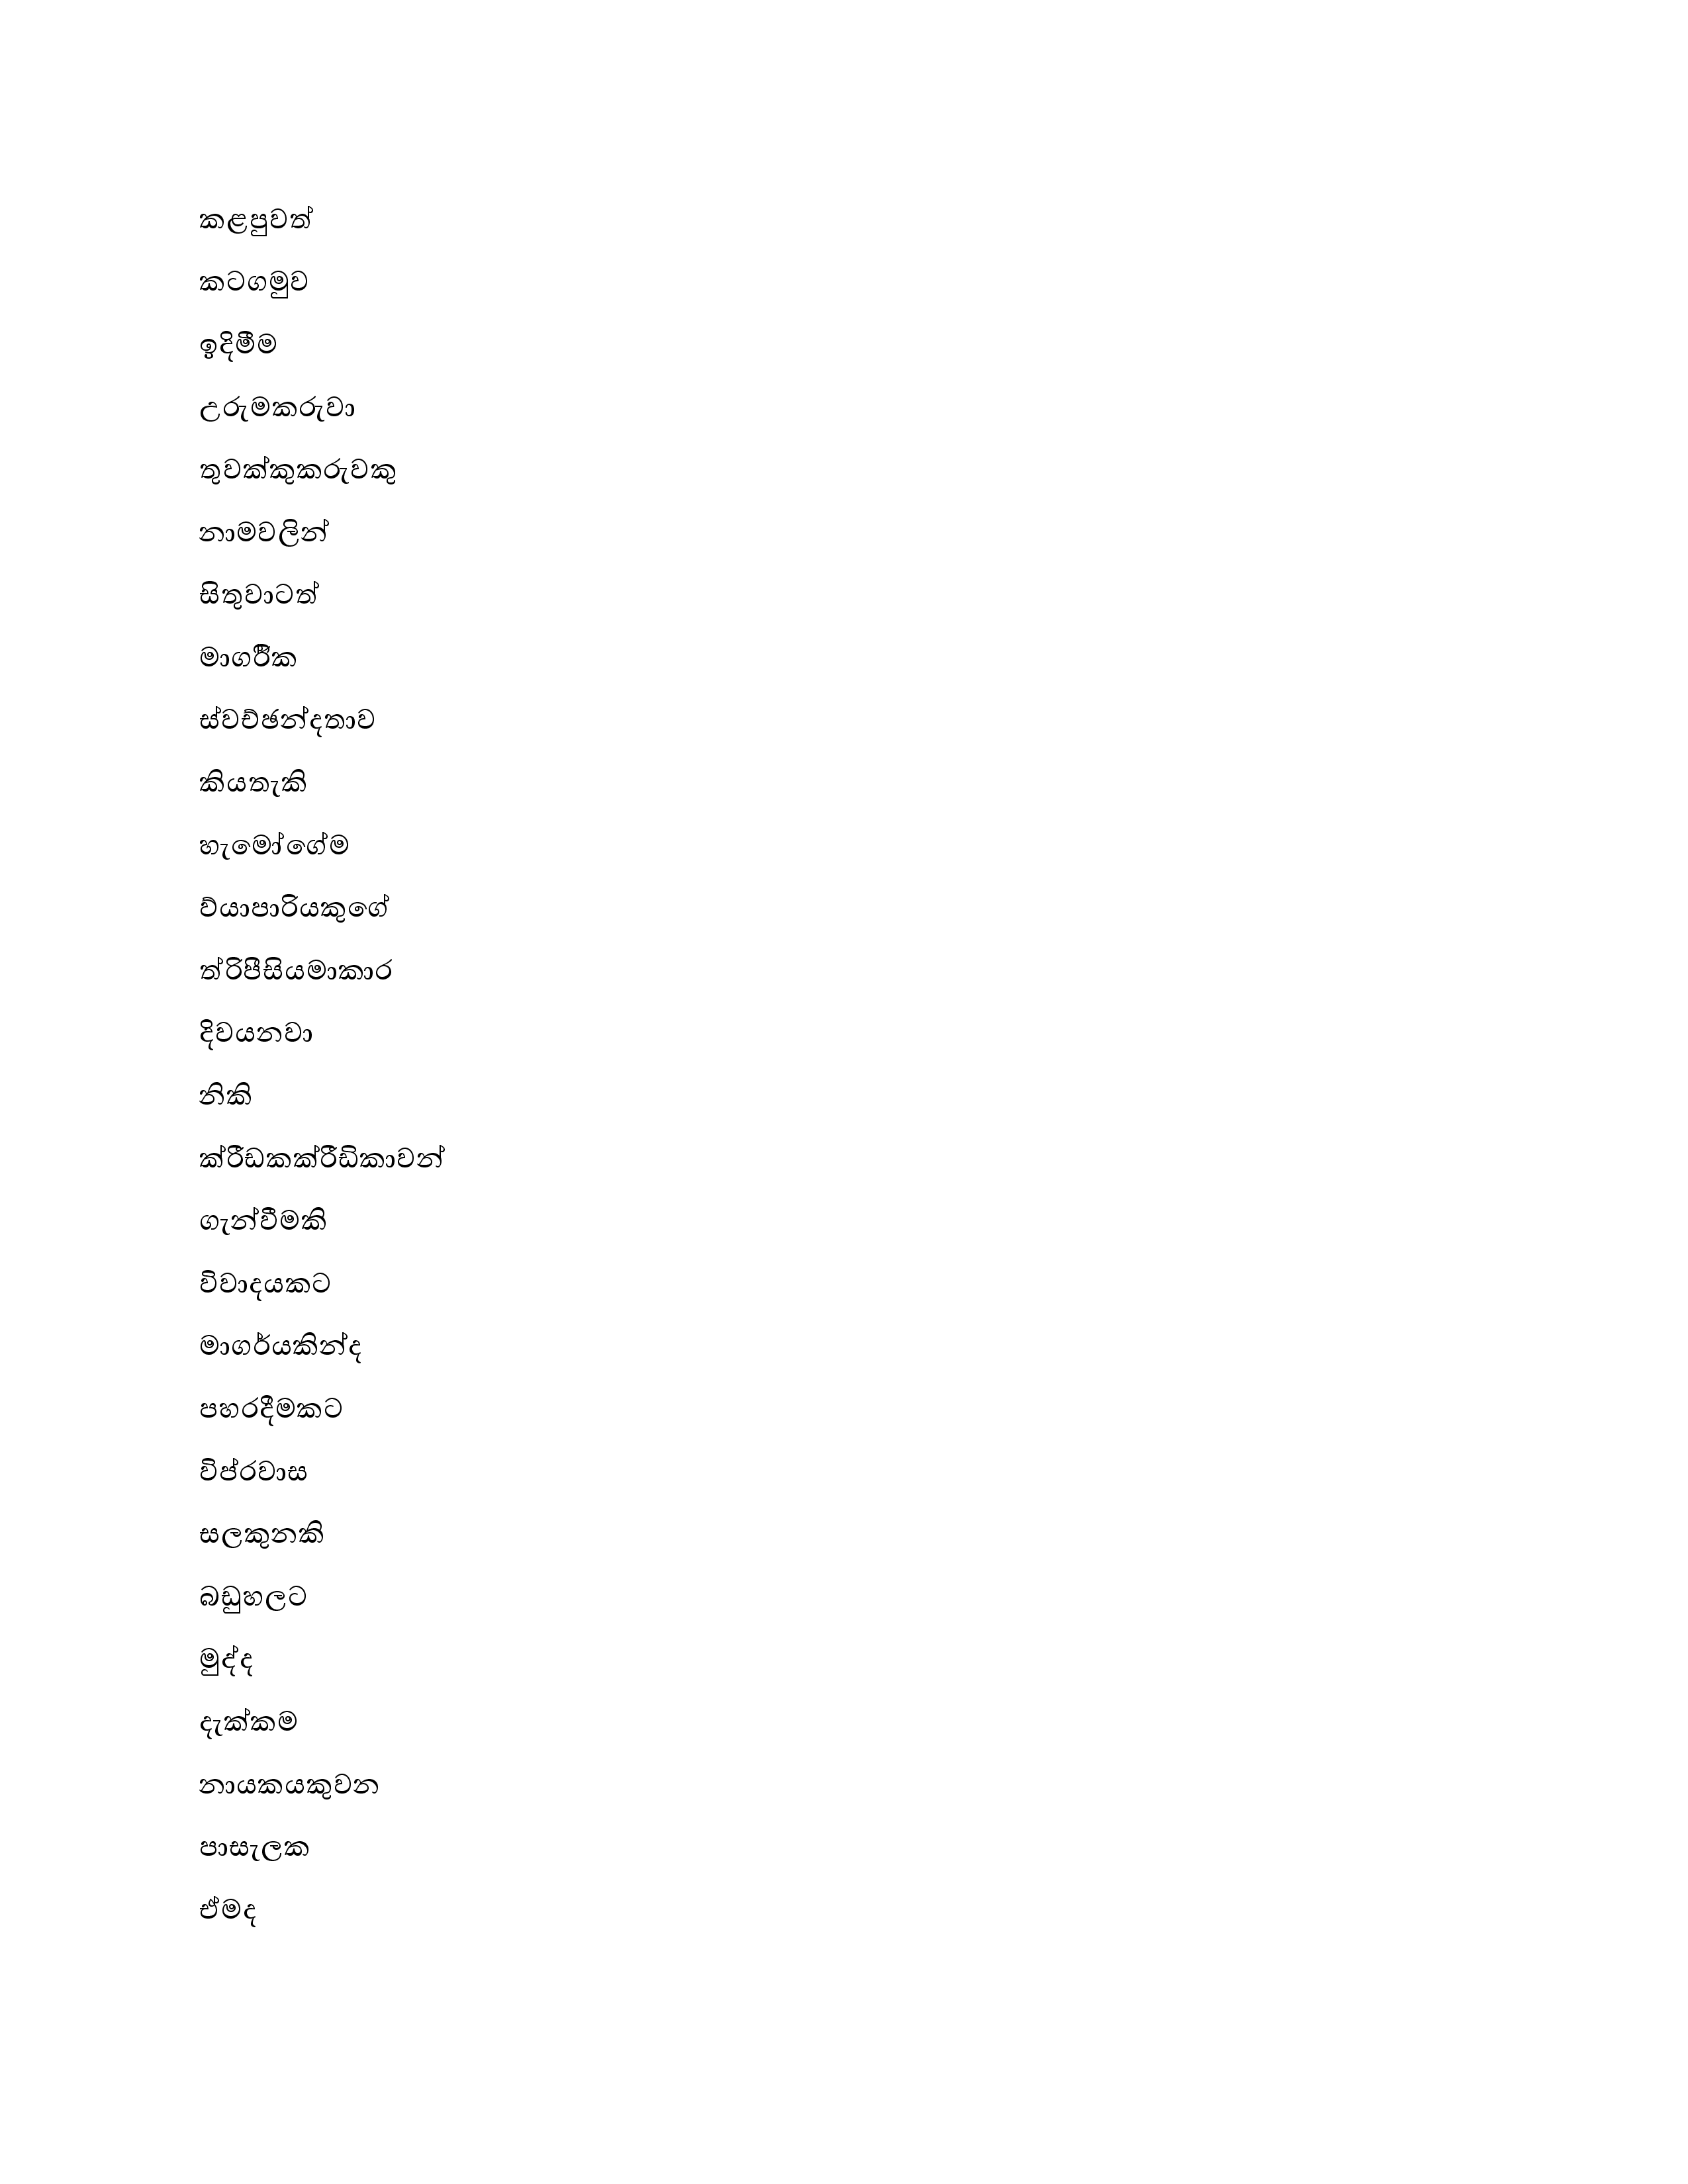 කළපුවත්
කටගමුව
ඉදිමීම
උරුමකරුවා
තුවක්කුකරුවකු
නාමවලින්
සිතුවාටත්
මාගර්‍රික
ස්වච්ඡන්දතාව
කියතැකි
හැමෝගේම
ව්යාපාරියකුගේ
ත්රිපීසියමාකාර
දිවයනවා
නිකි
ක්රීඩකක්රීඩිකාවන්
ගැන්වීමකි
විවාදයකට
මාගර්යකින්ද
පහරදීමකට
විප්රවාස
සලකුනකි
බඩුහලට
මුද්ද
දැක්කම
නායකයකුවන
පාසැලක
ඒමද